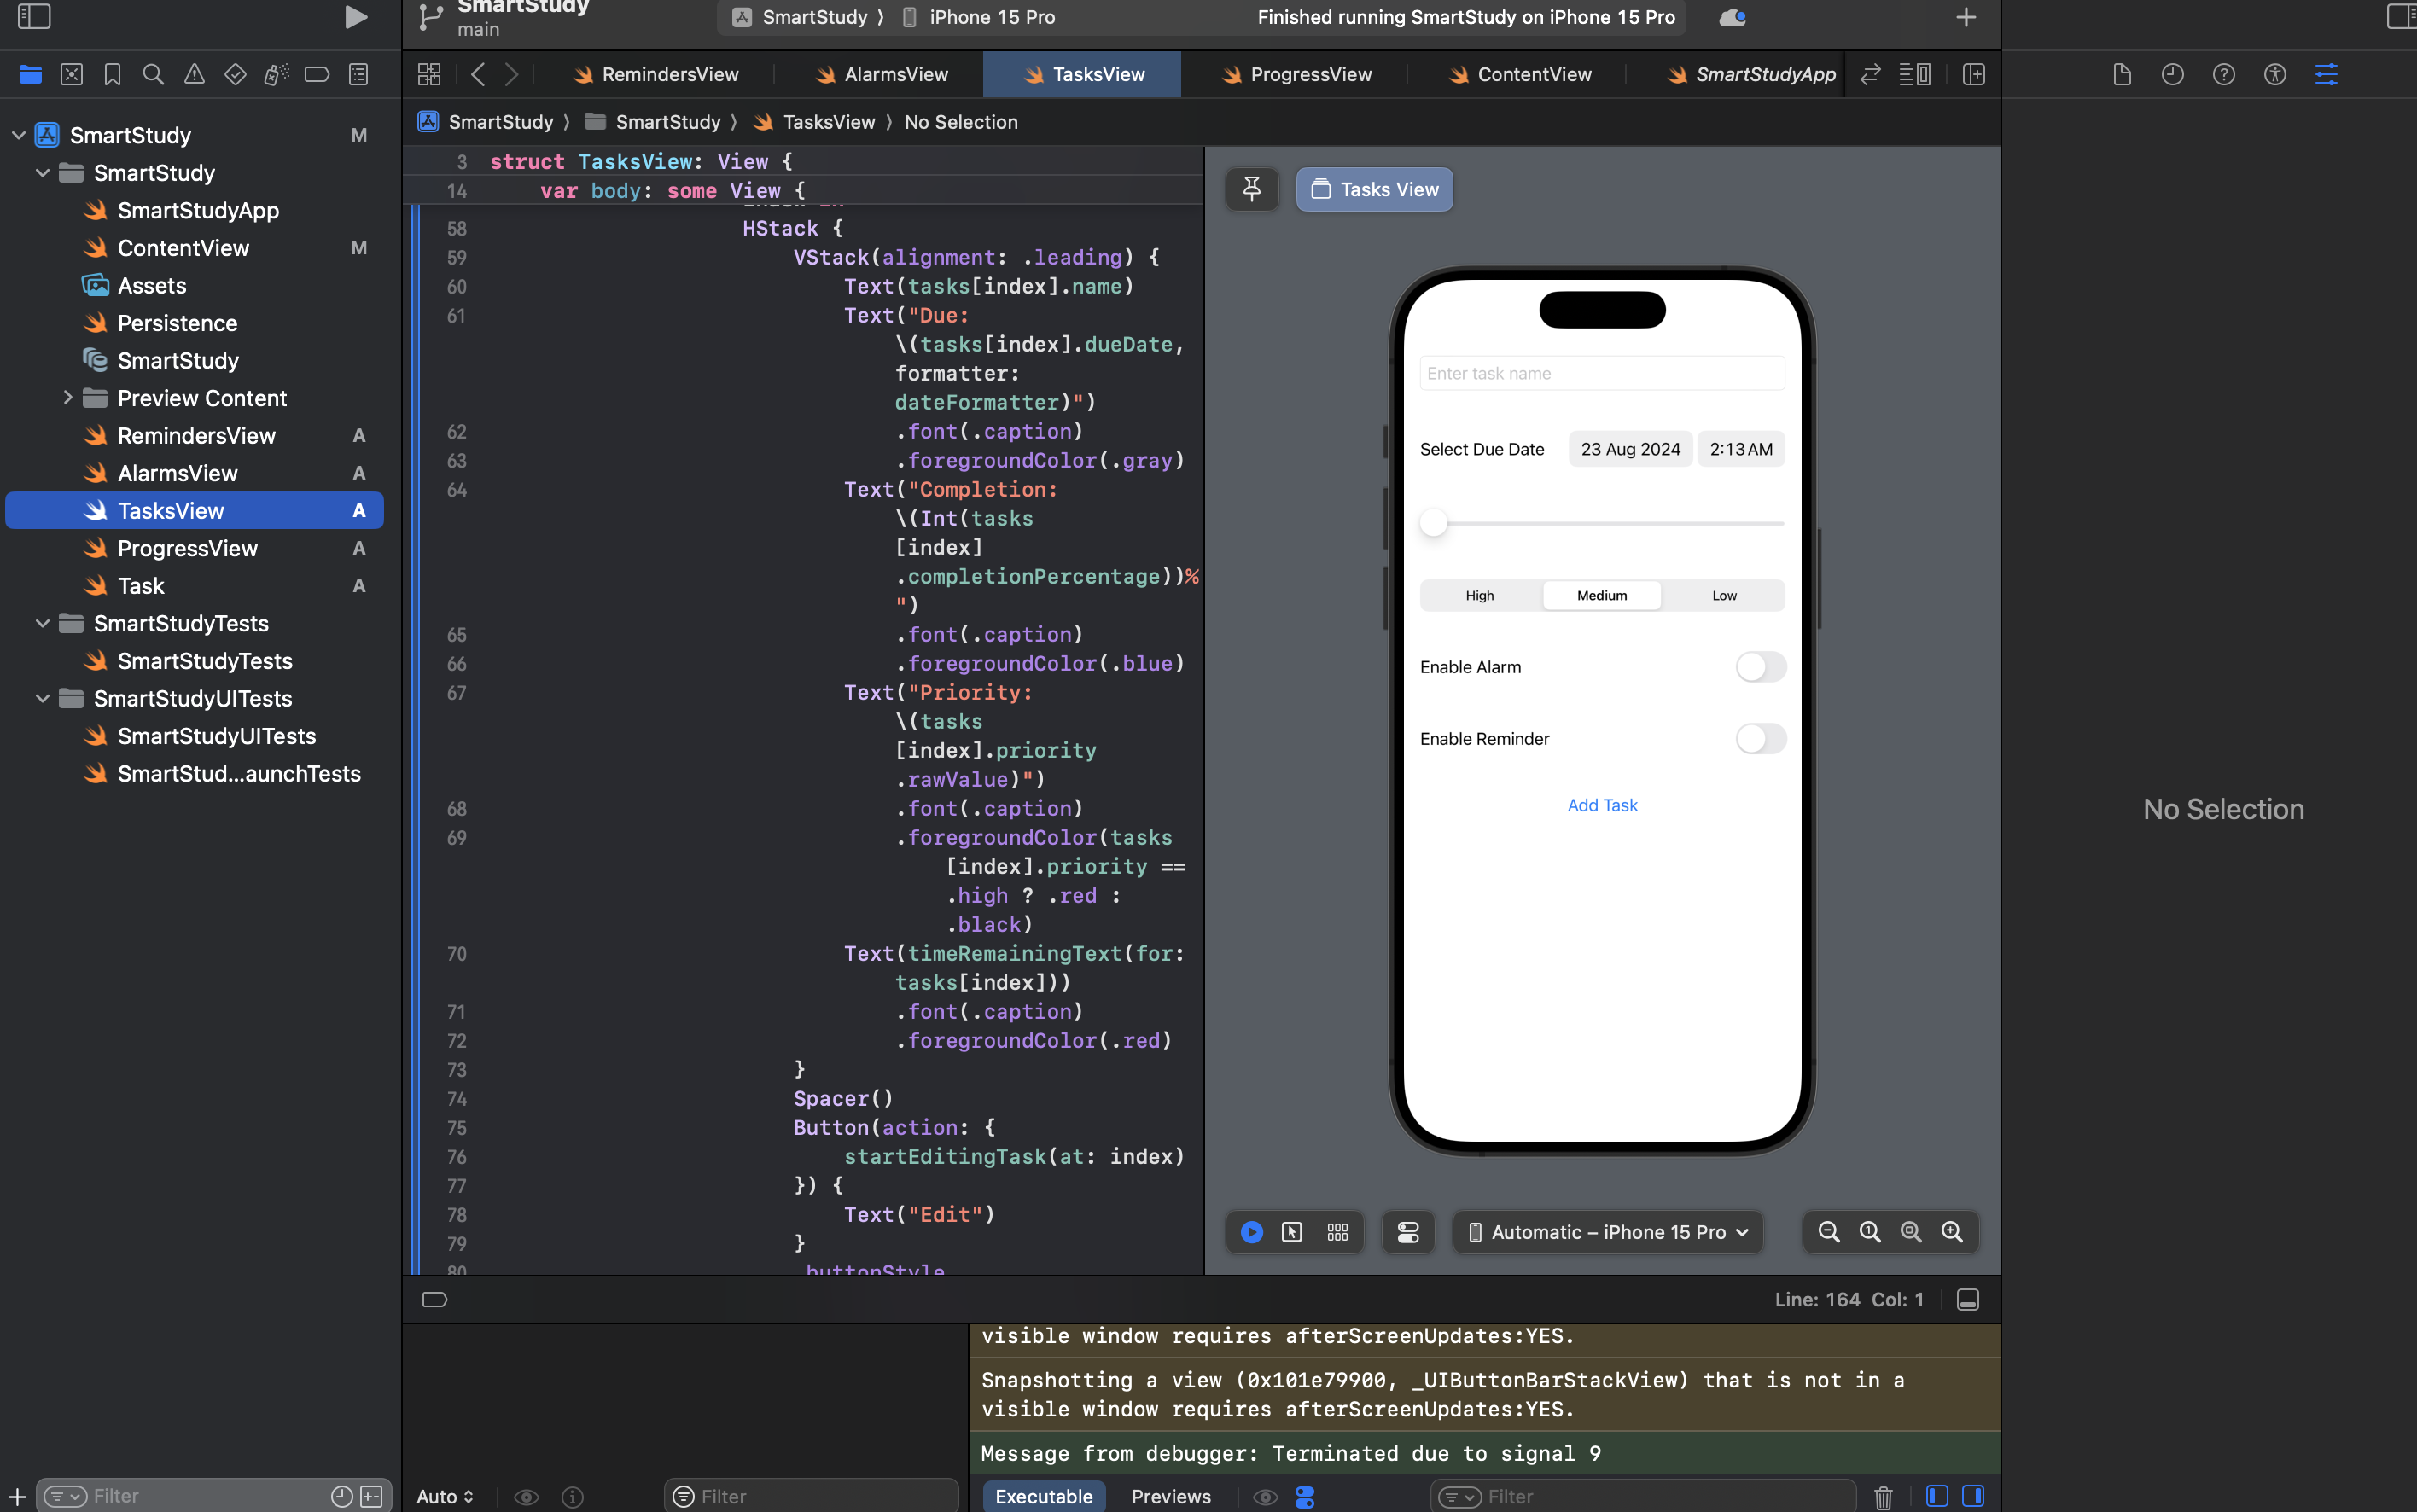 SmartStudy
main
SmartStudy ⟩ iPhone 15 Pro
Finished running SmartStudy on iPhone 15 Pro
RemindersView
AlarmsView
TasksView
ProgressView
ContentView
SmartStudyApp
SmartStudy ⟩ SmartStudy ⟩ TasksView ⟩ No Selection
SmartStudy M
SmartStudy
SmartStudyApp
ContentView M
Assets
Persistence
SmartStudy
Preview Content
RemindersView A
AlarmsView A
TasksView A
ProgressView A
Task A
SmartStudyTests
SmartStudyTests
SmartStudyUITests
SmartStudyUITests
SmartStud...aunchTests
Filter
3 struct TasksView: View {
14 var body: some View {
index in
58 HStack {
59 VStack(alignment: .leading) {
60 Text(tasks[index].name)
61 Text("Due:
\(tasks[index].dueDate,
formatter:
dateFormatter)")
62 .font(.caption)
63 .foregroundColor(.gray)
64 Text("Completion:
\(Int(tasks
[index]
.completionPercentage))%
")
65 .font(.caption)
66 .foregroundColor(.blue)
67 Text("Priority:
\(tasks
[index].priority
.rawValue)")
68 .font(.caption)
69 .foregroundColor(tasks
[index].priority ==
.high ? .red :
.black)
70 Text(timeRemainingText(for:
tasks[index]))
71 .font(.caption)
72 .foregroundColor(.red)
73 }
74 Spacer()
75 Button(action: {
76 startEditingTask(at: index)
77 }) {
78 Text("Edit")
79 }
80 .buttonStyle
Tasks View
Enter task name
Select Due Date 23 Aug 2024 2:13 AM
High Medium Low
Enable Alarm
Enable Reminder
Add Task
Automatic – iPhone 15 Pro
No Selection
Line: 164 Col: 1
visible window requires afterScreenUpdates:YES.
Snapshotting a view (0x101e79900, _UIButtonBarStackView) that is not in a
visible window requires afterScreenUpdates:YES.
Message from debugger: Terminated due to signal 9
Auto
Filter
Executable
Previews
Filter